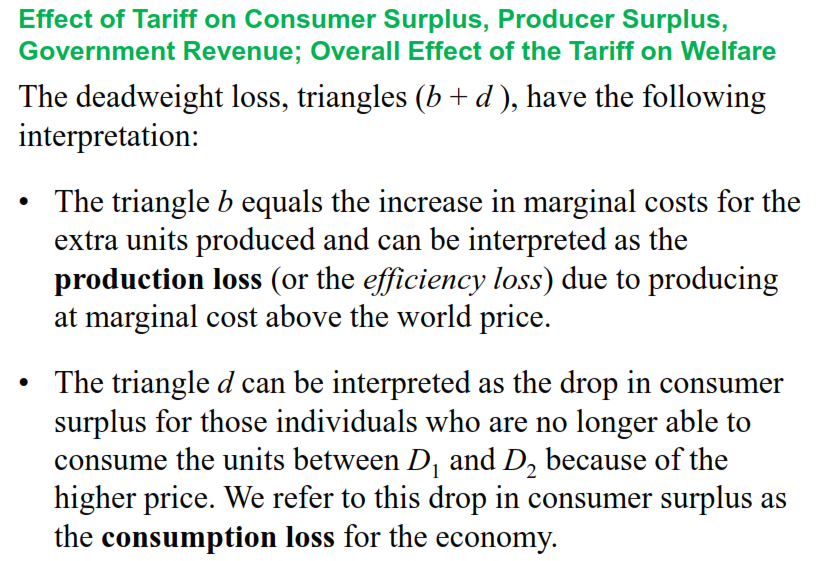 Effect of Tariff on Consumer Surplus, Producer Surplus,
Government Revenue; Overall Effect of the Tariff on Welfare
The deadweight loss, triangles (b + d ), have the following
interpretation:
• The triangle b equals the increase in marginal costs for the
extra units produced and can be interpreted as the
production loss (or the efficiency loss) due to producing
at marginal cost above the world price.
• The triangle d can be interpreted as the drop in consumer
surplus for those individuals who are no longer able to
consume the units between D₁ and D₂ because of the
higher price. We refer to this drop in consumer surplus as
the consumption loss for the economy.